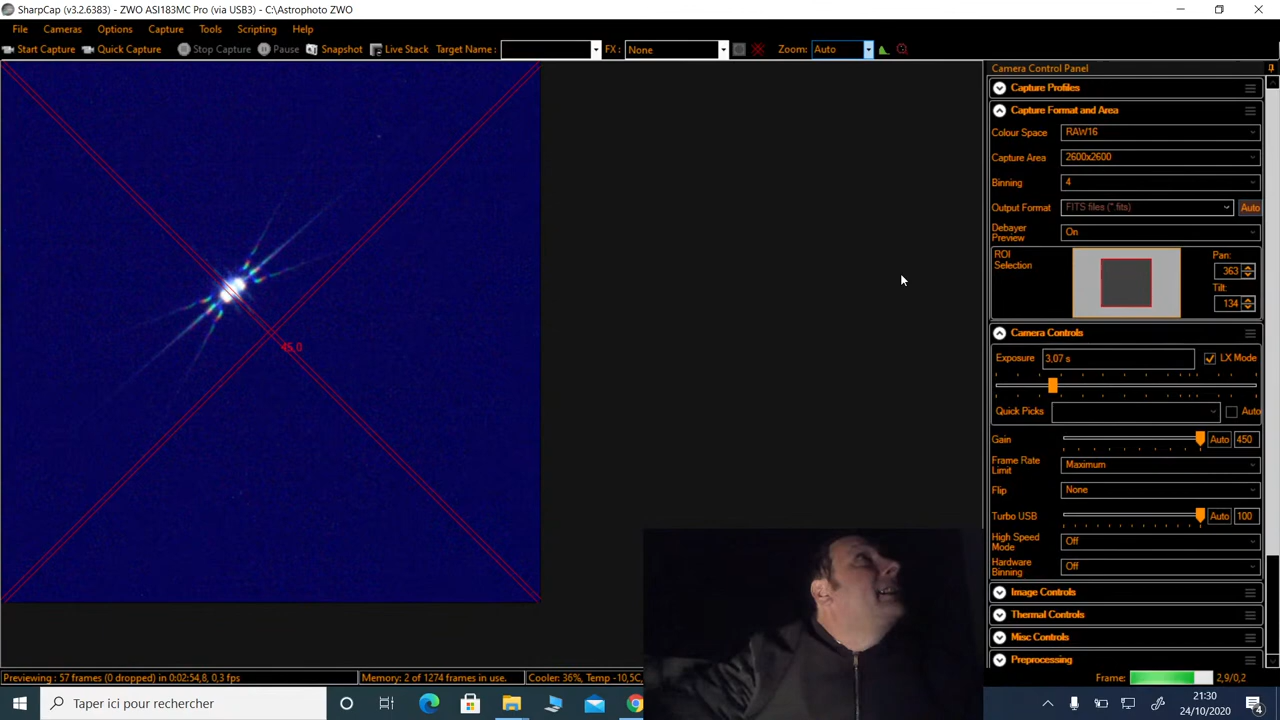 SharpCap (v3.2.6383) - ZWO ASI183MC Pro (via USB3) - C:\Astrophoto ZWO
File Cameras Options Capture Tools Scripting Help
Start Capture Quick Capture Stop Capture Pause Snapshot Live Stack Target Name : FX : None Zoom: Auto
45.0
Camera Control Panel
Capture Profiles
Capture Format and Area
Colour Space RAW16
Capture Area 2600x2600
Binning 4
Output Format FITS files (*.fits) Auto
Debayer
Preview On
ROI
Selection
Pan:
363
Tilt:
134
Camera Controls
Exposure 3,07 s LX Mode
Quick Picks Auto
Gain Auto 450
Frame Rate
Limit Maximum
Flip None
Turbo USB Auto 100
High Speed
Mode Off
Hardware
Binning Off
Image Controls
Thermal Controls
Misc Controls
Preprocessing
Previewing : 57 frames (0 dropped) in 0:02:54,8, 0,3 fps Memory: 2 of 1274 frames in use. Cooler: 36%, Temp -10,5C, Frame: 2,9/0,2
Taper ici pour rechercher
21:30
24/10/2020
4